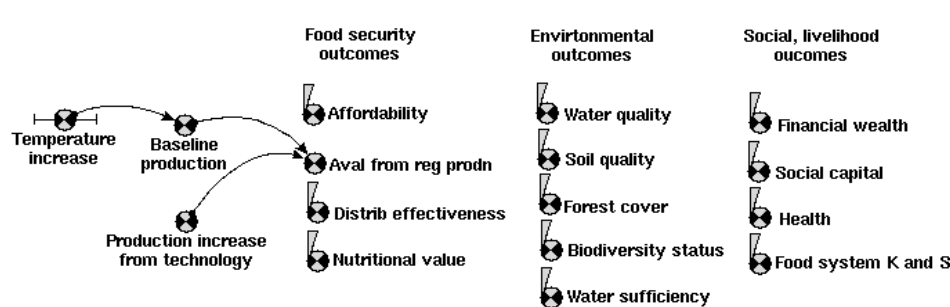 Food security
outcomes
Envirtonmental
outcomes
Social, livelihood
oucomes
Temperature
increase
Baseline
production
Production increase
from technology
Affordability
Aval from reg prodn
Distrib effectiveness
Nutritional value
Water quality
Soil quality
Forest cover
Biodiversity status
Water sufficiency
Financial wealth
Social capital
Health
Food system K and S